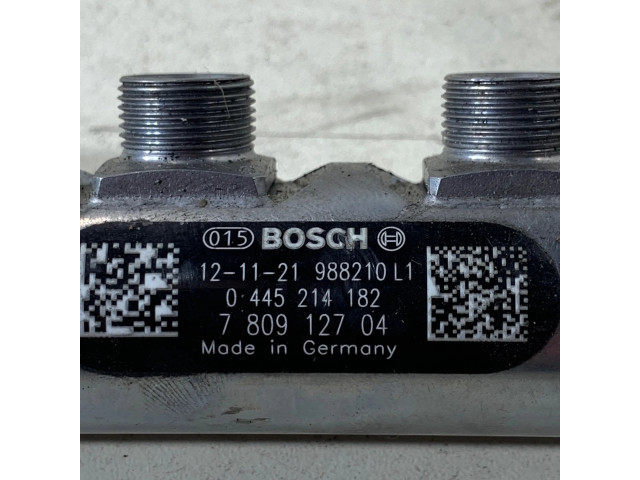 015 BOSCH
12-11-21 988210 L1
0 445 214 182
7 809 127 04
Made in Germany